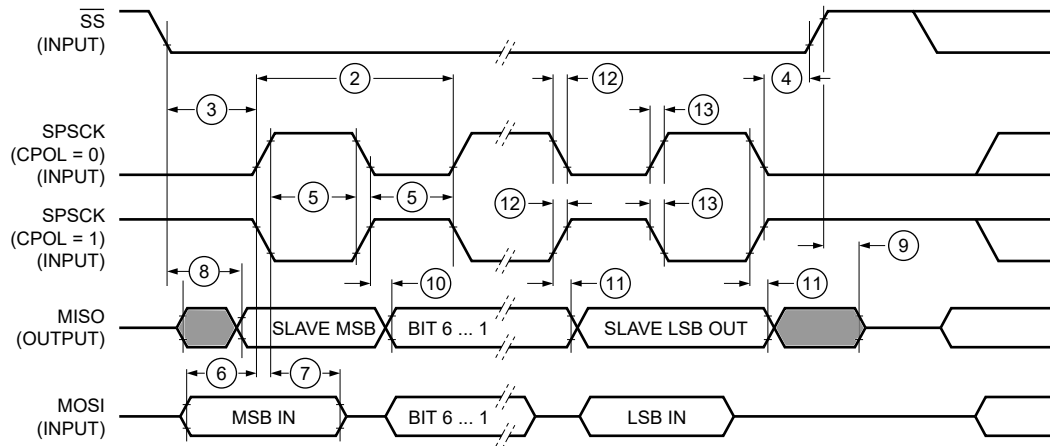 SS
(INPUT)
2
12
4
3
13
SPSCK
(CPOL = 0)
(INPUT)
5
5
12
13
SPSCK
(CPOL = 1)
(INPUT)
9
8
10
11
11
MISO
(OUTPUT)
SLAVE MSB
BIT 6 ... 1
SLAVE LSB OUT
6
7
MOSI
(INPUT)
MSB IN
BIT 6 ... 1
LSB IN